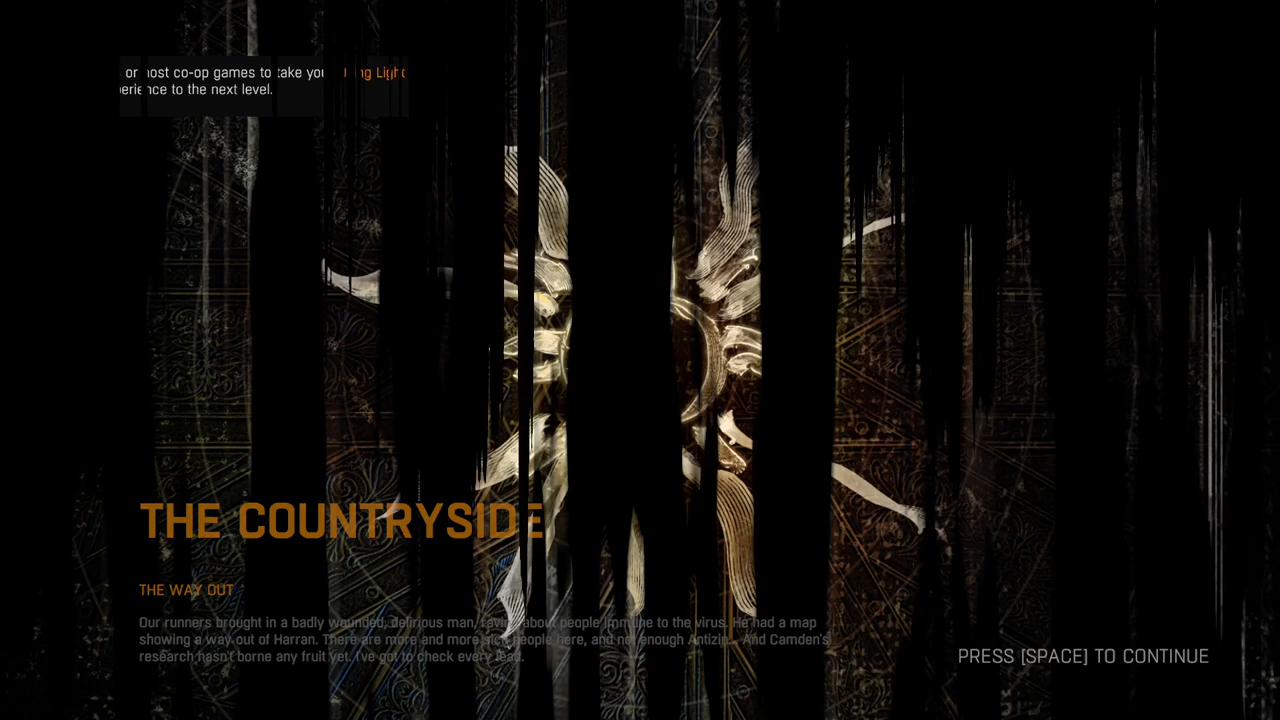 or host co-op games to take you ing Light
perience to the next level.
THE COUNTRYSIDE
THE WAY OUT
Our runners brought in a badly wounded, delirious man, raving about people immune to the virus. He had a map
showing a way out of Harran. There are more and more sick people here, and not enough Antizin... And Camden's
research hasn't borne any fruit yet. I've got to check every lead.
PRESS [SPACE] TO CONTINUE